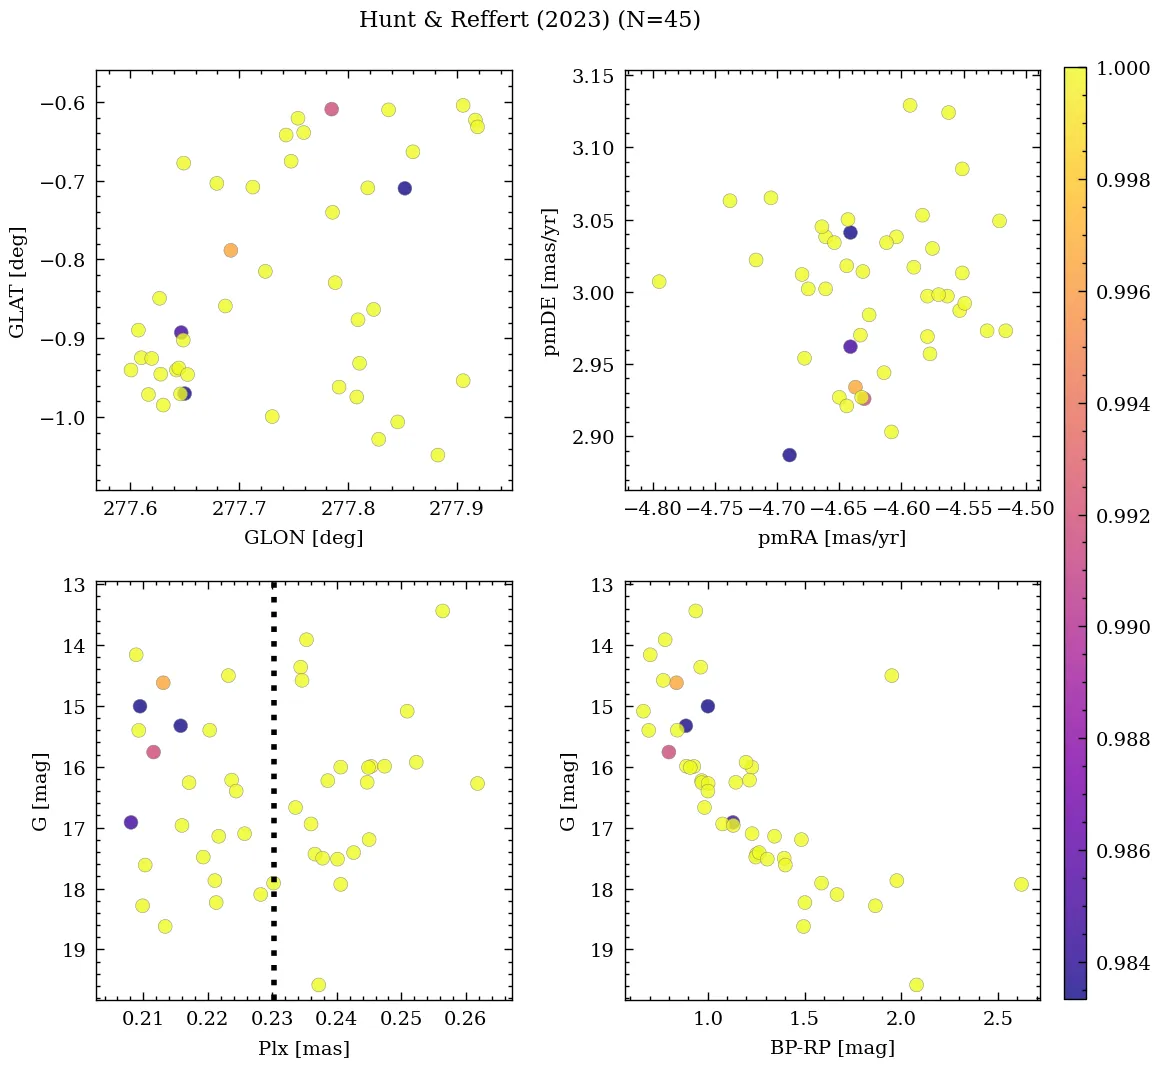 Hunt & Reffert (2023) (N=45)
−0.6
−0.7
−0.8
−0.9
−1.0
GLAT [deg]
277.6 277.7 277.8 277.9
GLON [deg]
3.15
3.10
3.05
3.00
2.95
2.90
pmDE [mas/yr]
−4.80 −4.75 −4.70 −4.65 −4.60 −4.55 −4.50
pmRA [mas/yr]
13
14
15
16
17
18
19
G [mag]
0.21 0.22 0.23 0.24 0.25 0.26
Plx [mas]
13
14
15
16
17
18
19
G [mag]
1.0 1.5 2.0 2.5
BP-RP [mag]
1.000
0.998
0.996
0.994
0.992
0.990
0.988
0.986
0.984